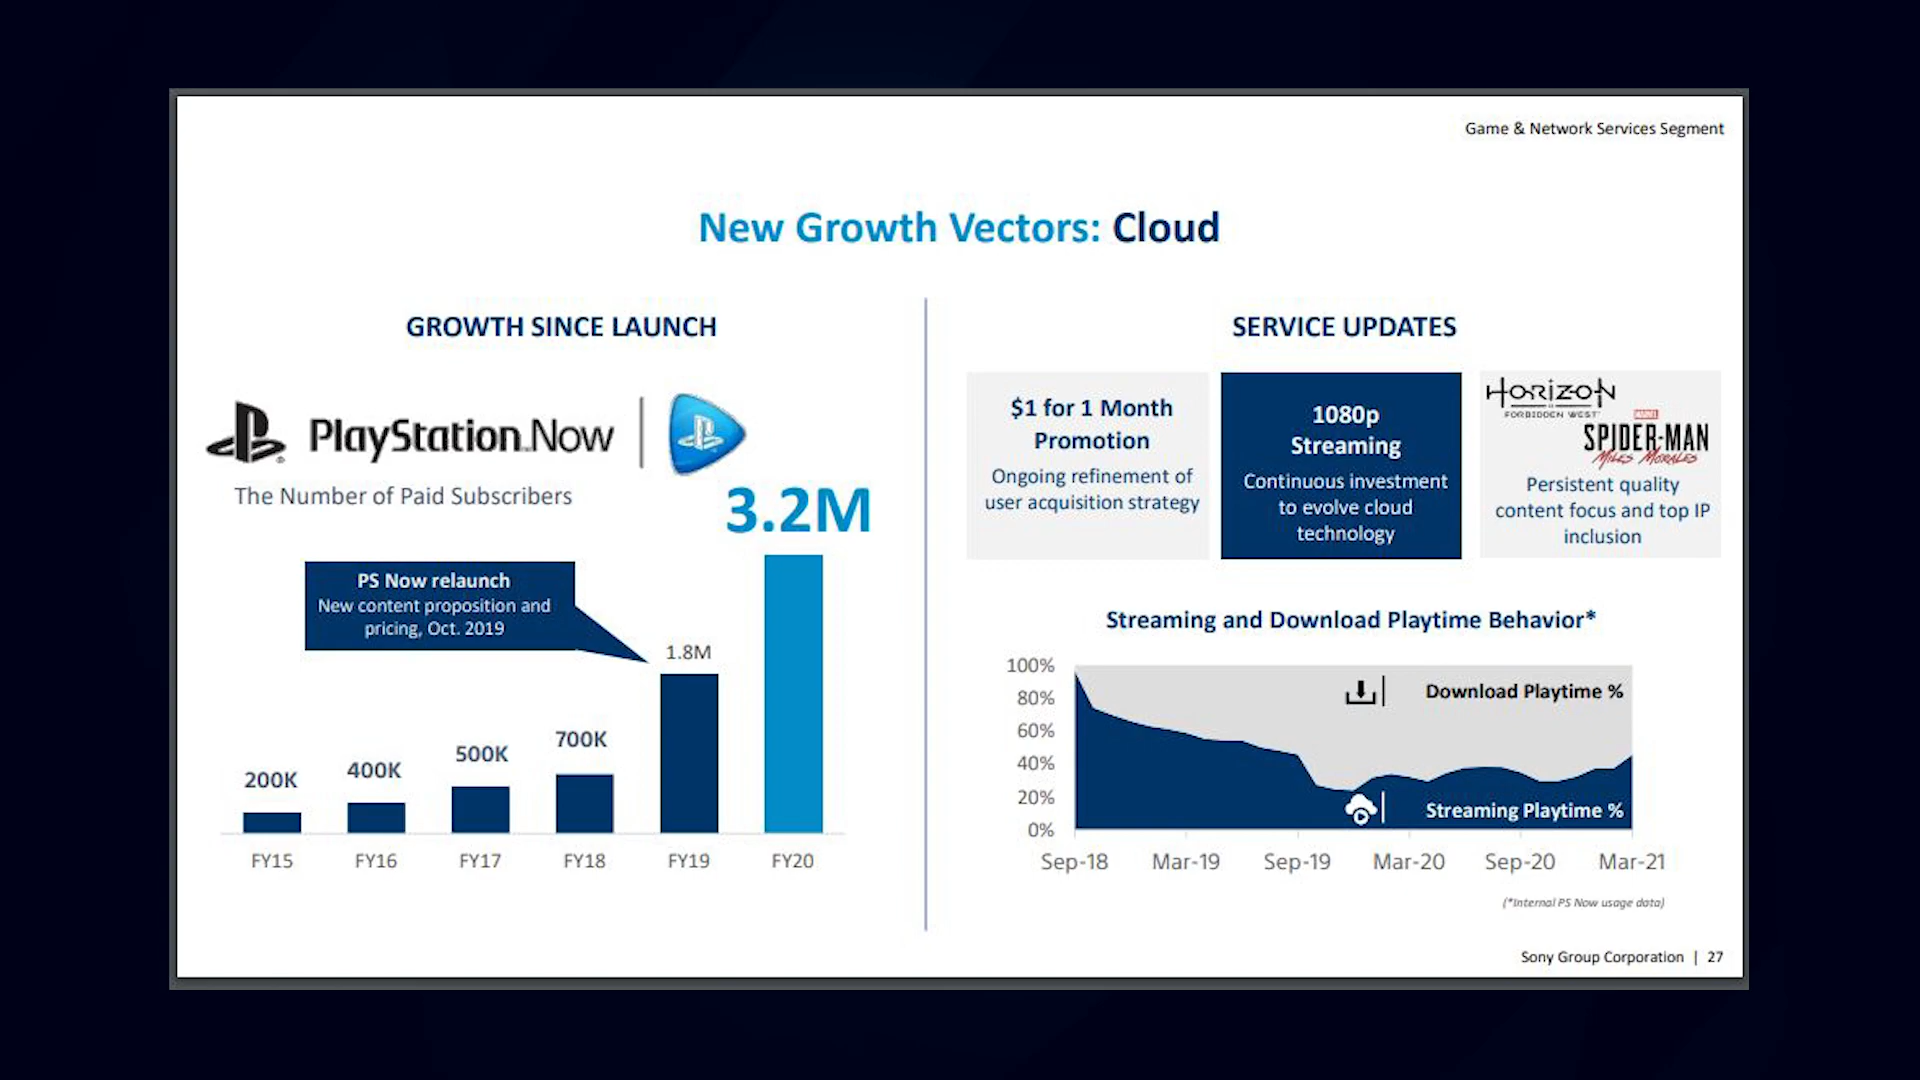 Game & Network Services Segment
New Growth Vectors: Cloud
GROWTH SINCE LAUNCH
PlayStation™Now
The Number of Paid Subscribers
3.2M
PS Now relaunch
New content proposition and
pricing, Oct. 2019
1.8M
700K
500K
400K
200K
FY15 FY16 FY17 FY18 FY19 FY20
SERVICE UPDATES
$1 for 1 Month
Promotion
Ongoing refinement of
user acquisition strategy
1080p
Streaming
Continuous investment
to evolve cloud
technology
HORIZON
FORBIDDEN WEST™
MARVEL
SPIDER-MAN
MILES MORALES
Persistent quality
content focus and top IP
inclusion
Streaming and Download Playtime Behavior*
100%
80%
60%
40%
20%
0%
Download Playtime %
Streaming Playtime %
Sep-18 Mar-19 Sep-19 Mar-20 Sep-20 Mar-21
(*Internal PS Now usage data)
Sony Group Corporation | 27